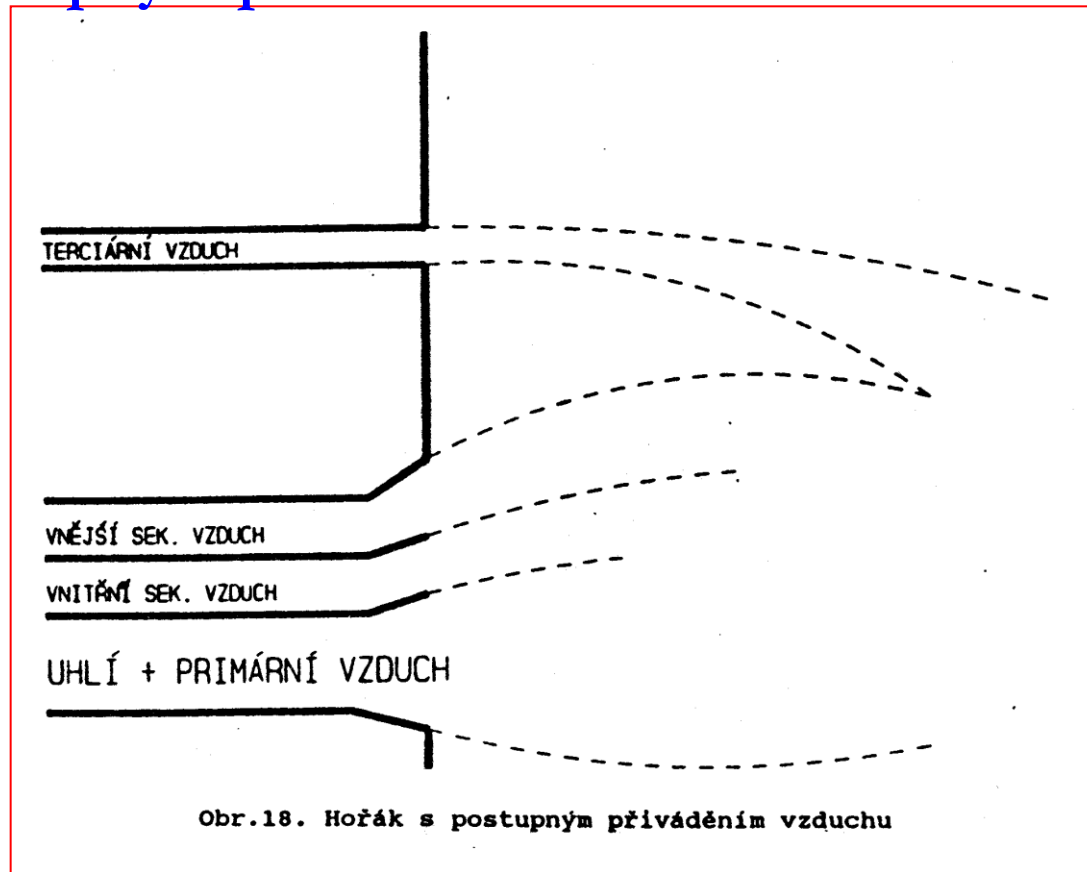 TERCIÁRNÍ VZDUCH
VNĚJŠÍ SEK. VZDUCH
VNITŘNÍ SEK. VZDUCH
UHLÍ + PRIMÁRNÍ VZDUCH
Obr.18. Hořák s postupným přiváděním vzduchu